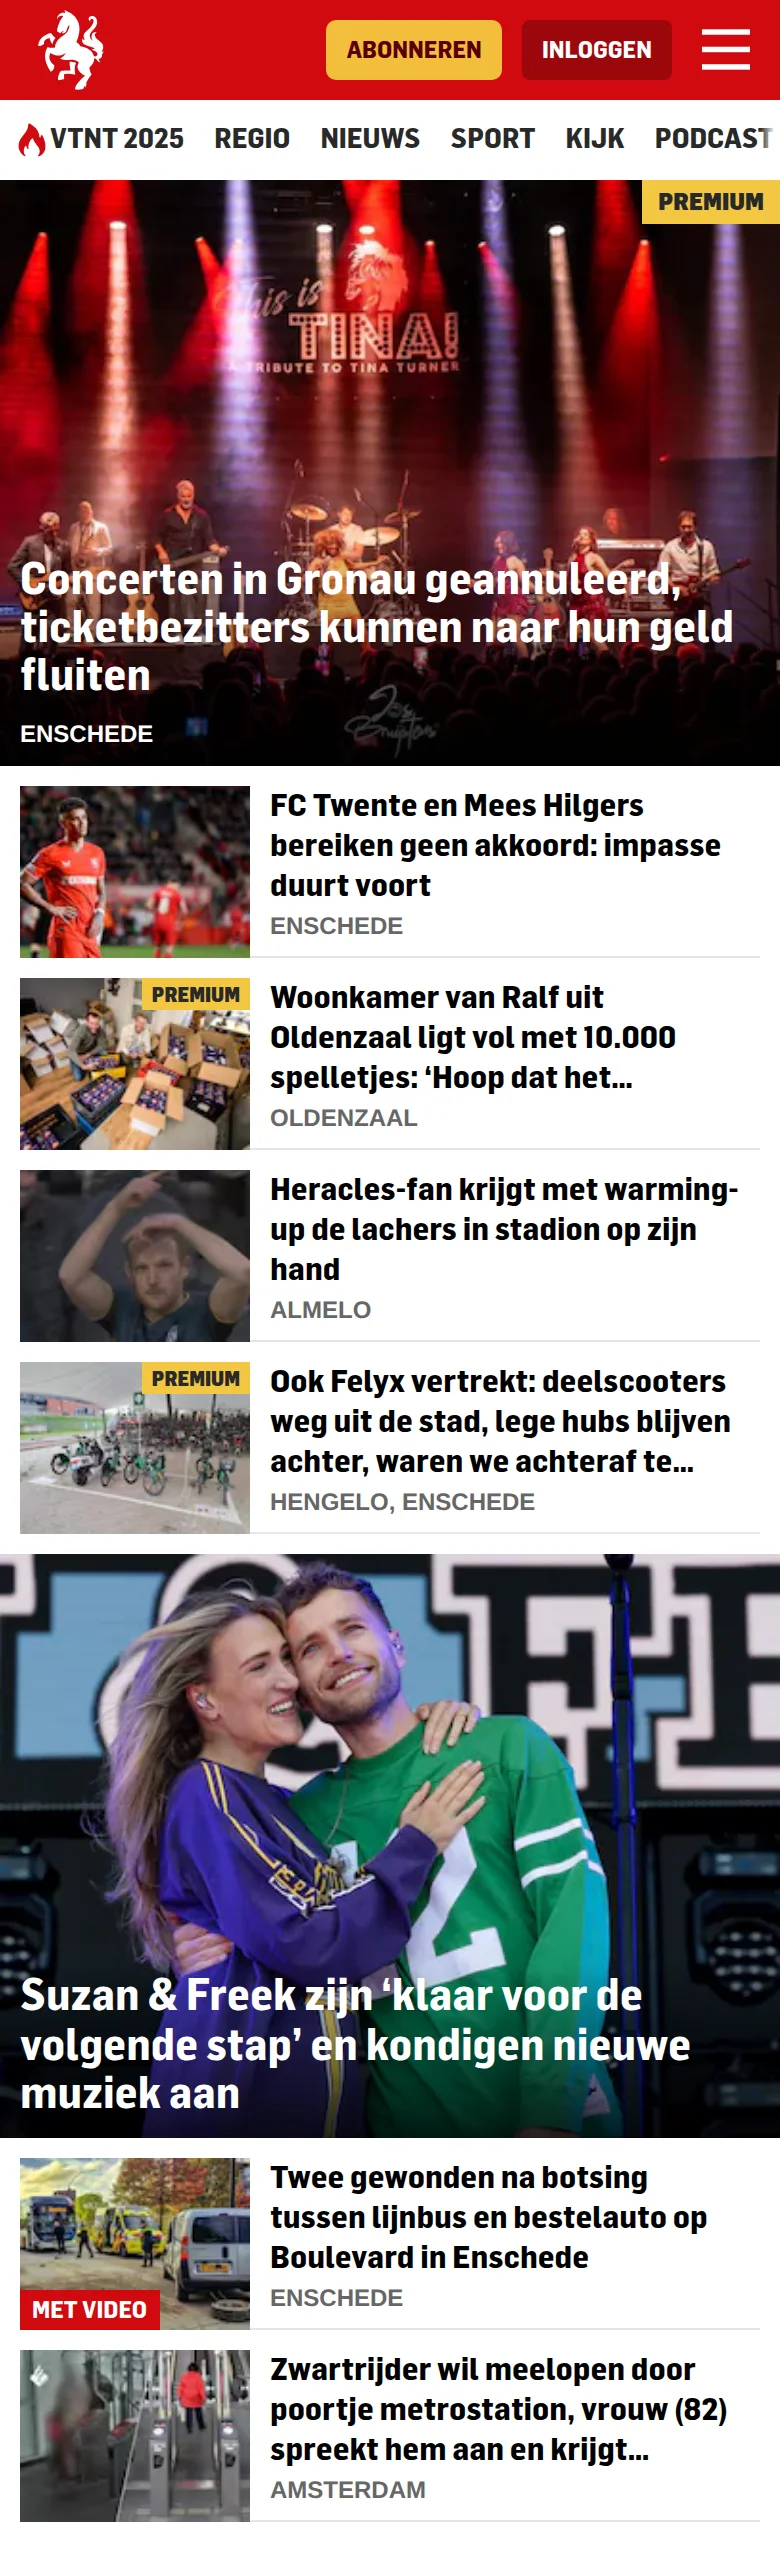 ABONNEREN
INLOGGEN
VTNT 2025 REGIO NIEUWS SPORT KIJK PODCAST
PREMIUM
This is
TINA!
A TRIBUTE TO TINA TURNER
Concerten in Gronau geannuleerd,
ticketbezitters kunnen naar hun geld
fluiten
ENSCHEDE
FC Twente en Mees Hilgers
bereiken geen akkoord: impasse
duurt voort
ENSCHEDE
PREMIUM
Woonkamer van Ralf uit
Oldenzaal ligt vol met 10.000
spelletjes: ‘Hoop dat het...
OLDENZAAL
Heracles-fan krijgt met warming-
up de lachers in stadion op zijn
hand
ALMELO
PREMIUM
Ook Felyx vertrekt: deelscooters
weg uit de stad, lege hubs blijven
achter, waren we achteraf te...
HENGELO, ENSCHEDE
Suzan & Freek zijn ‘klaar voor de
volgende stap’ en kondigen nieuwe
muziek aan
MET VIDEO
Twee gewonden na botsing
tussen lijnbus en bestelauto op
Boulevard in Enschede
ENSCHEDE
Zwartrijder wil meelopen door
poortje metrostation, vrouw (82)
spreekt hem aan en krijgt...
AMSTERDAM